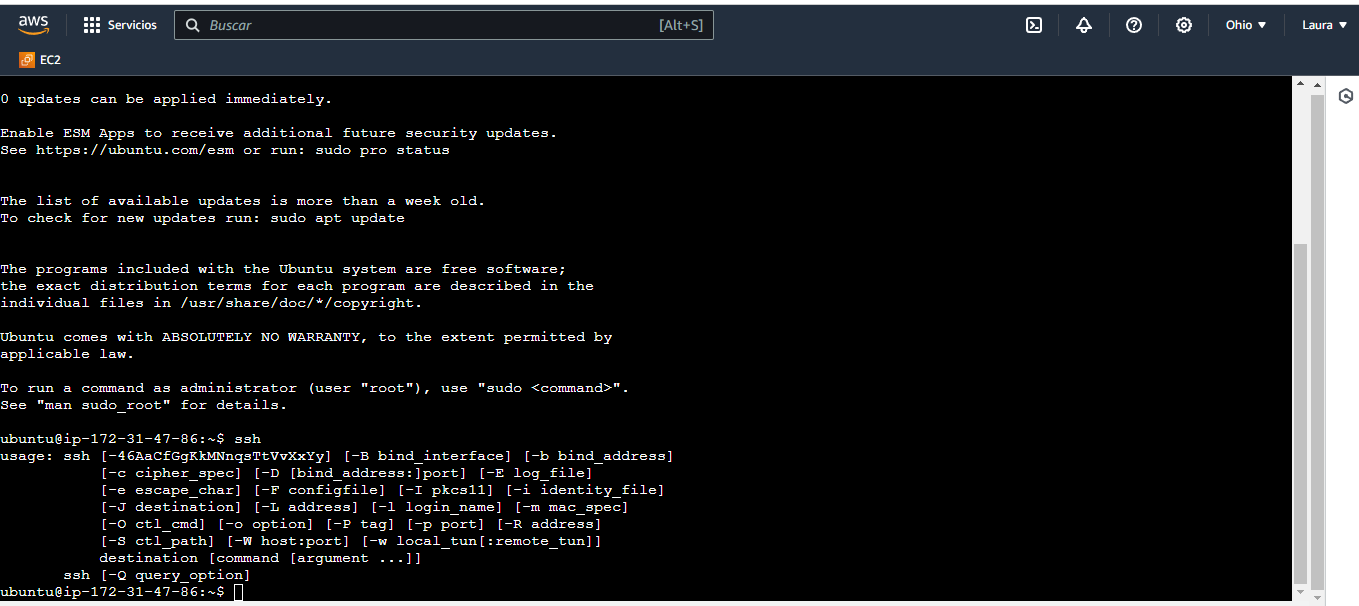 aws
Servicios
Buscar
[Alt+S]
Ohio
Laura
EC2
0 updates can be applied immediately.
Enable ESM Apps to receive additional future security updates.
See https://ubuntu.com/esm or run: sudo pro status
The list of available updates is more than a week old.
To check for new updates run: sudo apt update
The programs included with the Ubuntu system are free software;
the exact distribution terms for each program are described in the
individual files in /usr/share/doc/*/copyright.
Ubuntu comes with ABSOLUTELY NO WARRANTY, to the extent permitted by
applicable law.
To run a command as administrator (user "root"), use "sudo <command>".
See "man sudo_root" for details.
ubuntu@ip-172-31-47-86:~$ ssh
usage: ssh [-46AaCfGgKkMNnqsTtVvXxYy] [-B bind_interface] [-b bind_address]
[-c cipher_spec] [-D [bind_address:]port] [-E log_file]
[-e escape_char] [-F configfile] [-I pkcs11] [-i identity_file]
[-J destination] [-L address] [-l login_name] [-m mac_spec]
[-O ctl_cmd] [-o option] [-P tag] [-p port] [-R address]
[-S ctl_path] [-W host:port] [-w local_tun[:remote_tun]]
destination [command [argument ...]]
ssh [-Q query_option]
ubuntu@ip-172-31-47-86:~$